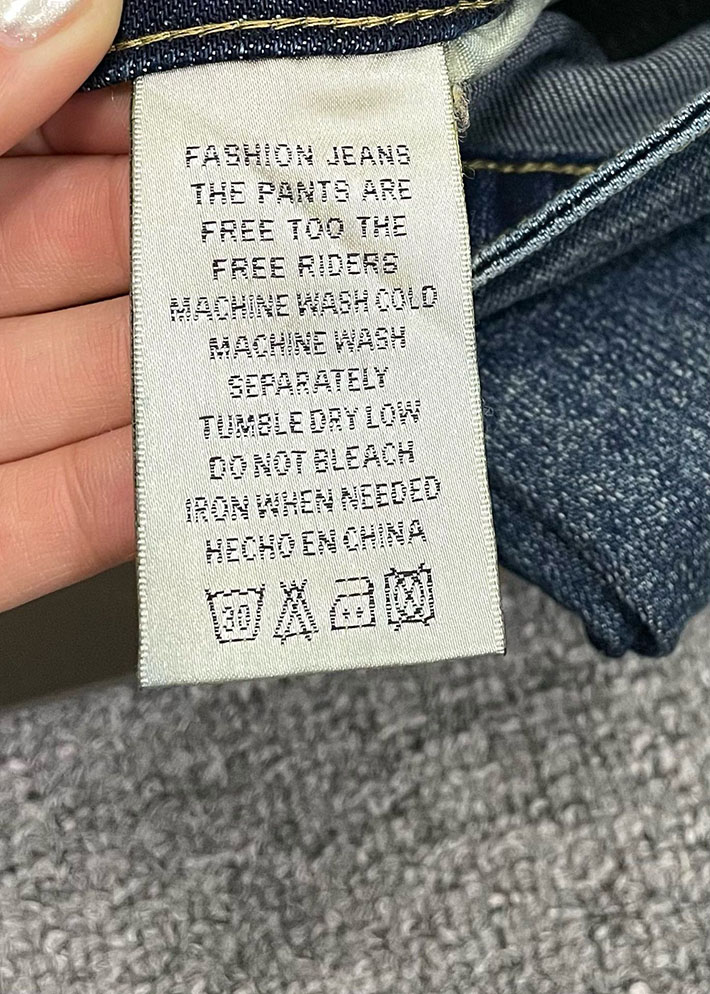 FASHION JEANS
THE PANTS ARE
FREE TOO THE
FREE RIDERS
MACHINE WASH COLD
MACHINE WASH
SEPARATELY
TUMBLE DRY LOW
DO NOT BLEACH
IRON WHEN NEEDED
HECHO EN CHINA
30